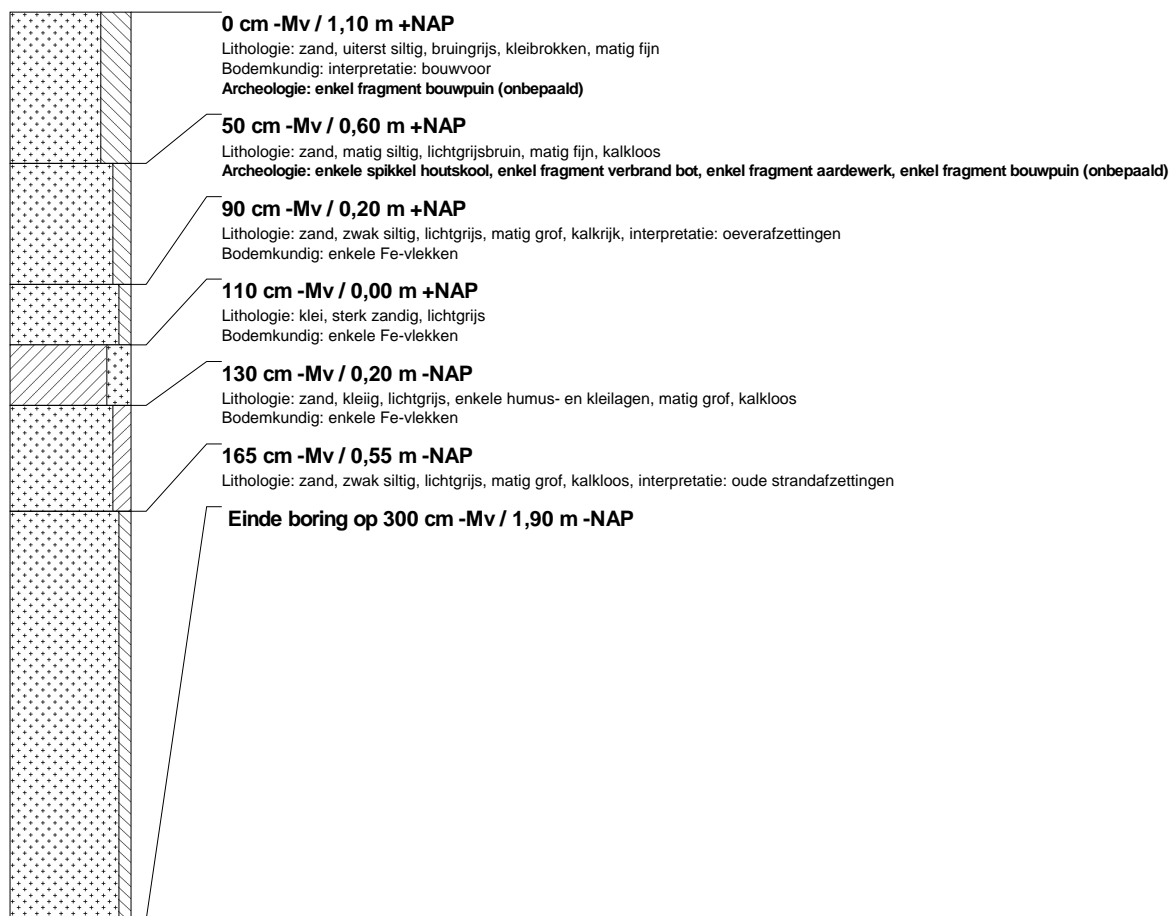 0 cm -Mv / 1,10 m +NAP
Lithologie: zand, uiterst siltig, bruingrijs, kleibrokken, matig fijn
Bodemkundig: interpretatie: bouwvoor
Archeologie: enkel fragment bouwpuin (onbepaald)
50 cm -Mv / 0,60 m +NAP
Lithologie: zand, matig siltig, lichtgrijsbruin, matig fijn, kalkloos
Archeologie: enkele spikkel houtskool, enkel fragment verbrand bot, enkel fragment aardewerk, enkel fragment bouwpuin (onbepaald)
90 cm -Mv / 0,20 m +NAP
Lithologie: zand, zwak siltig, lichtgrijs, matig grof, kalkrijk, interpretatie: oeverafzettingen
Bodemkundig: enkele Fe-vlekken
110 cm -Mv / 0,00 m +NAP
Lithologie: klei, sterk zandig, lichtgrijs
Bodemkundig: enkele Fe-vlekken
130 cm -Mv / 0,20 m -NAP
Lithologie: zand, kleiig, lichtgrijs, enkele humus- en kleilagen, matig grof, kalkloos
Bodemkundig: enkele Fe-vlekken
165 cm -Mv / 0,55 m -NAP
Lithologie: zand, zwak siltig, lichtgrijs, matig grof, kalkloos, interpretatie: oude strandafzettingen
Einde boring op 300 cm -Mv / 1,90 m -NAP